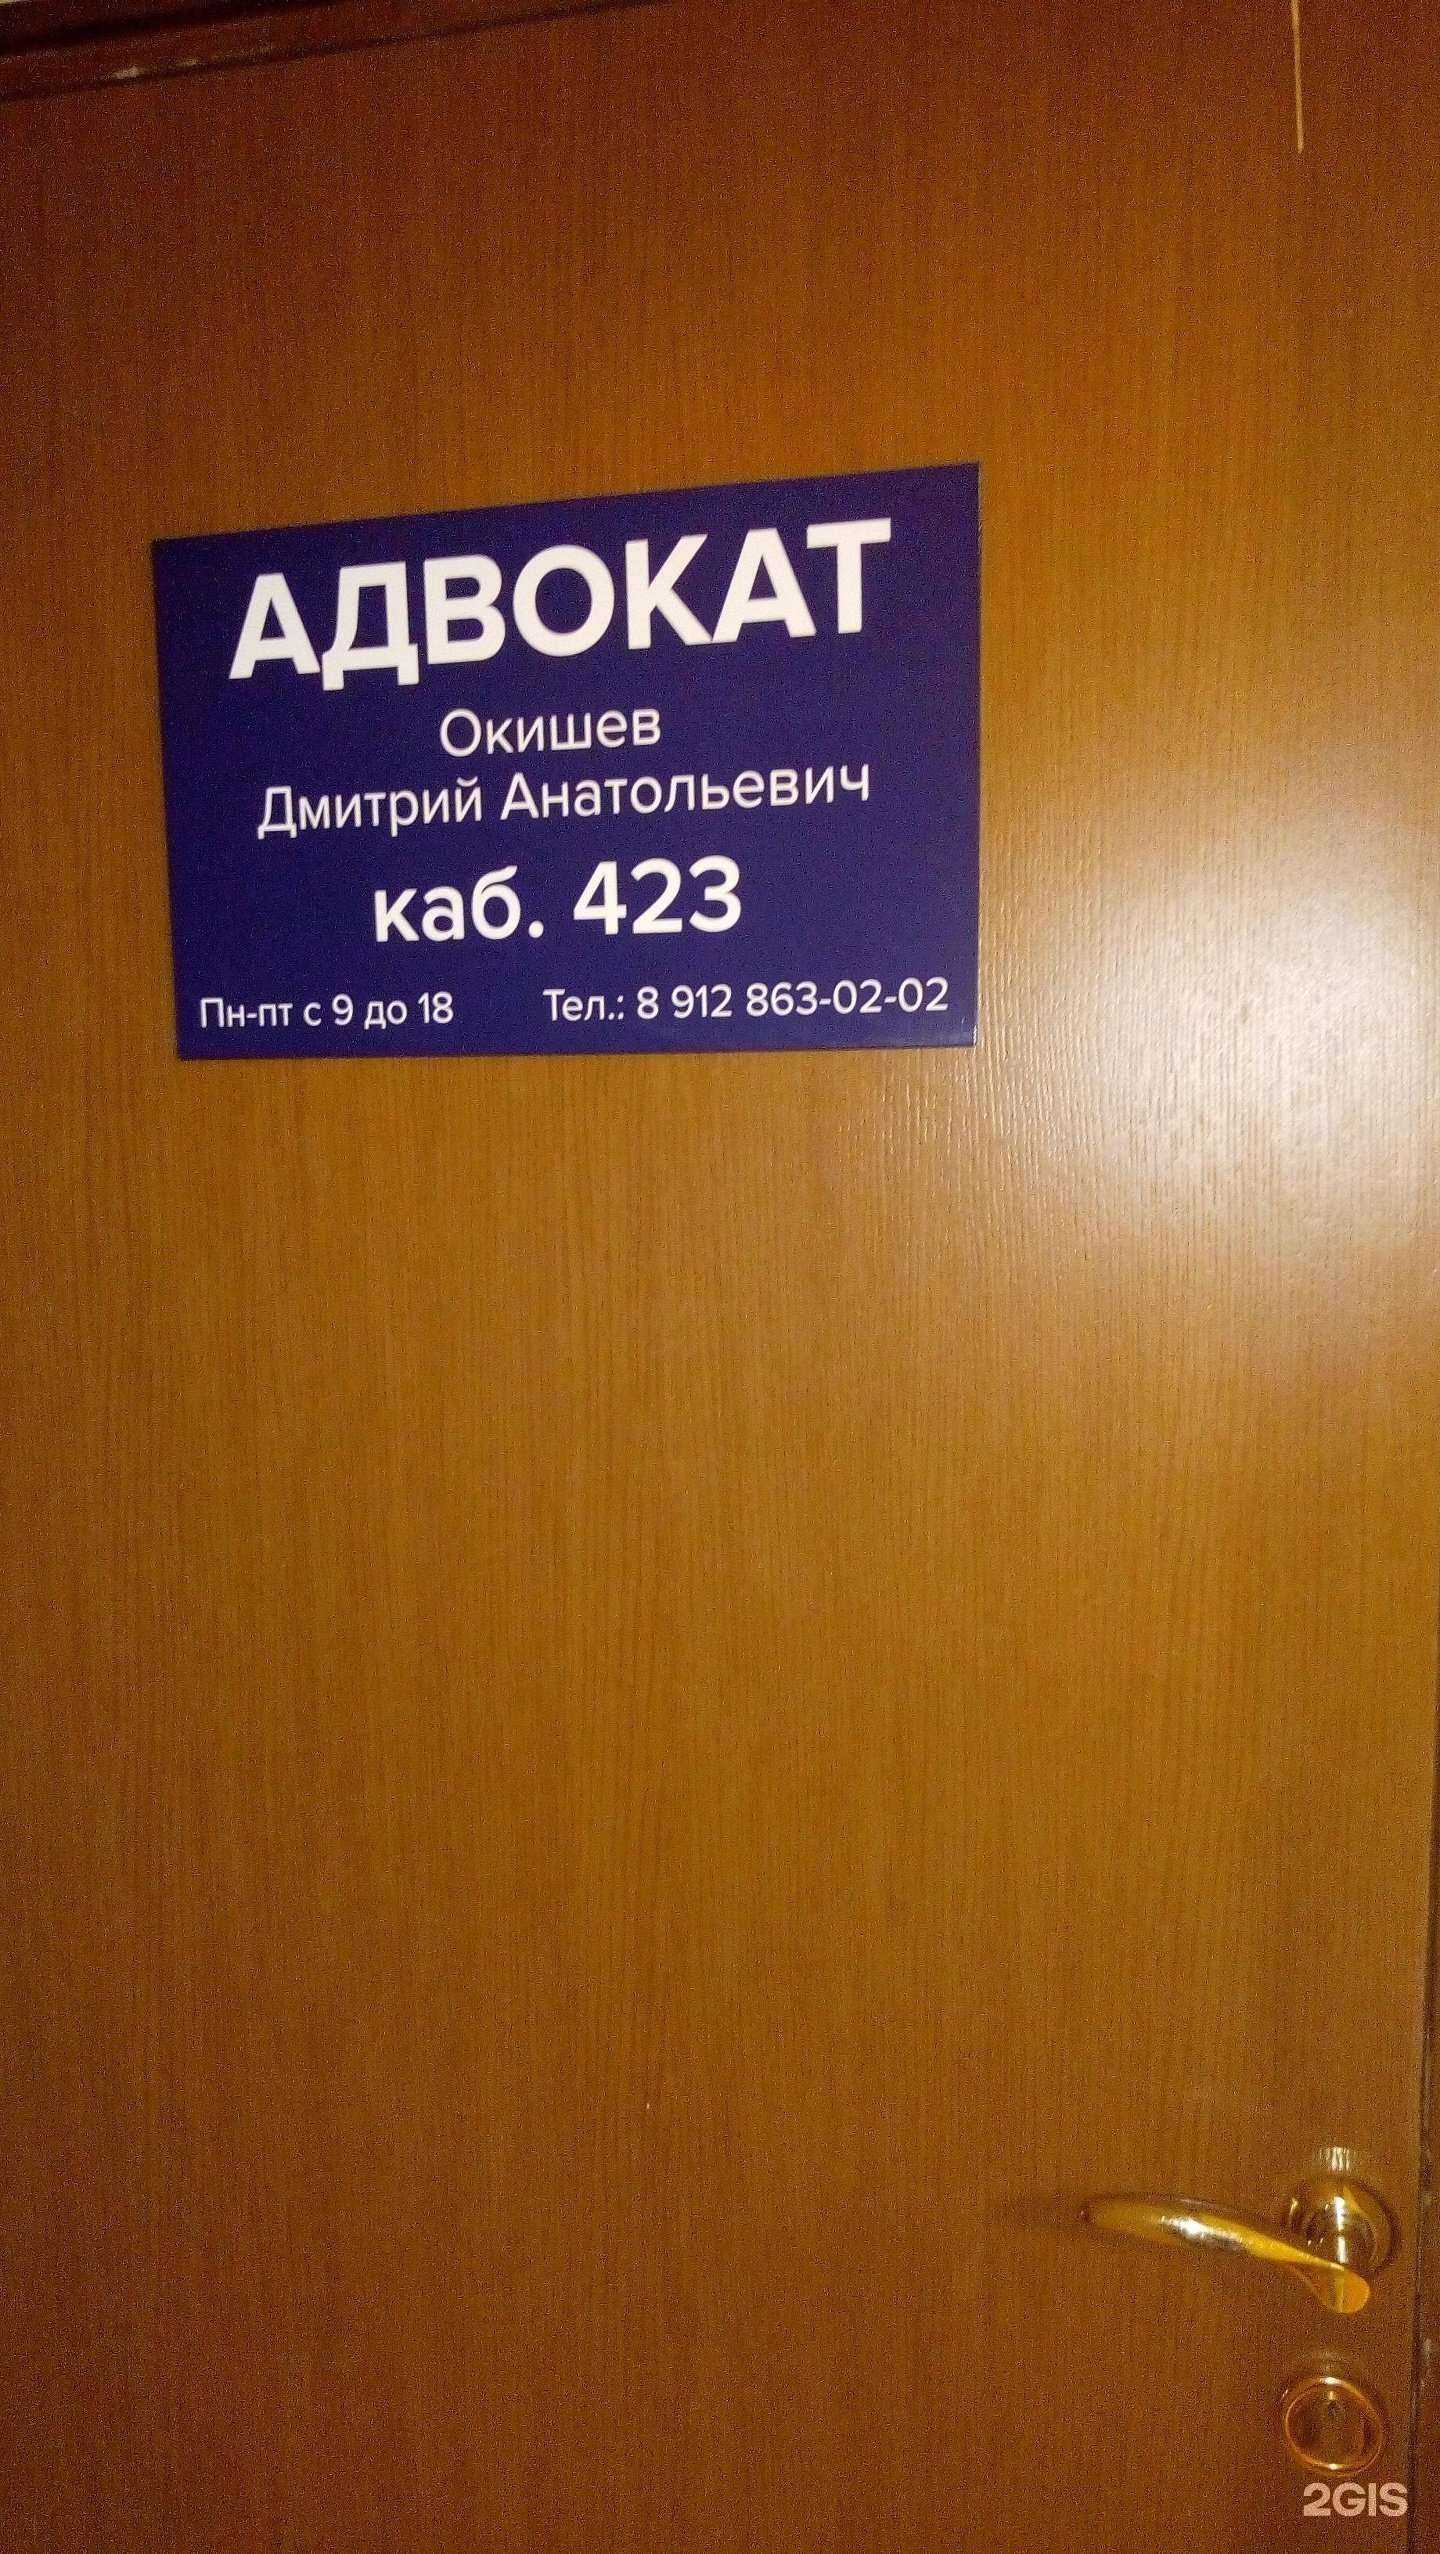 АДВОКАТ
Окишев
Дмитрий Анатольевич
каб. 423
Пн-пт с 9 до 18 Тел.: 8 912 863-02-02
2GIS